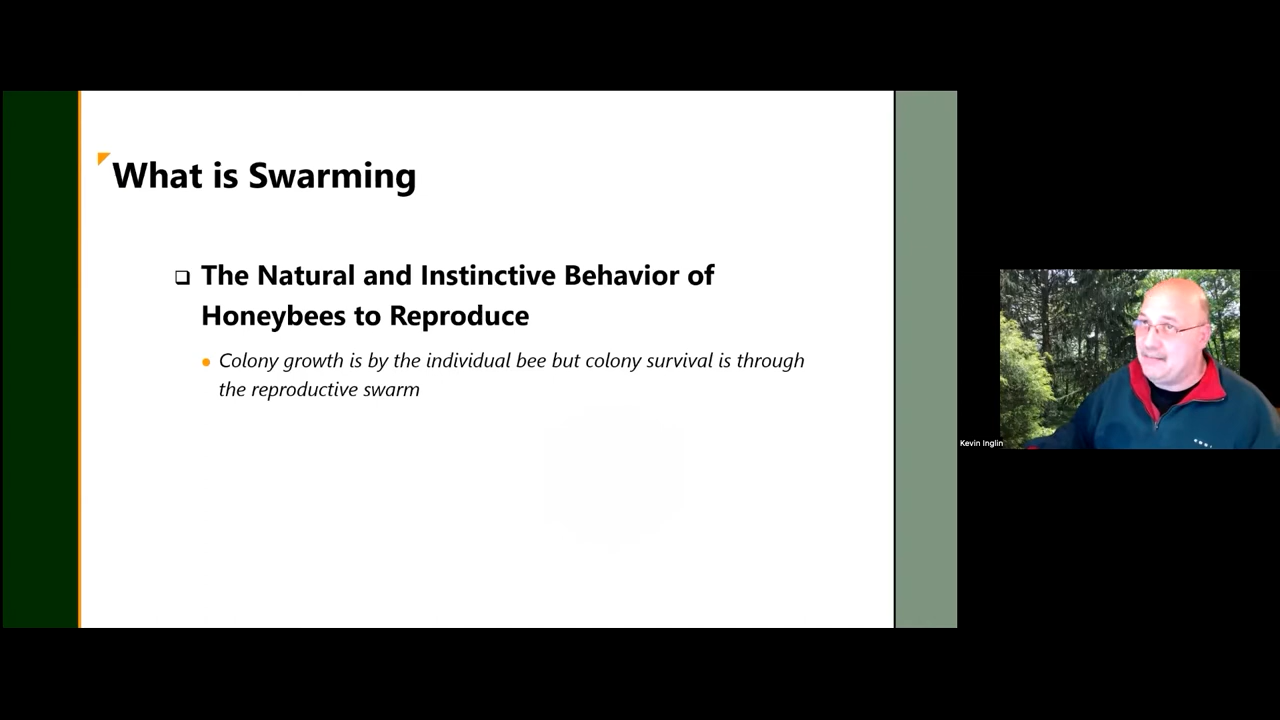 What is Swarming
The Natural and Instinctive Behavior of
Honeybees to Reproduce
Colony growth is by the individual bee but colony survival is through
the reproductive swarm
Kevin Inglin